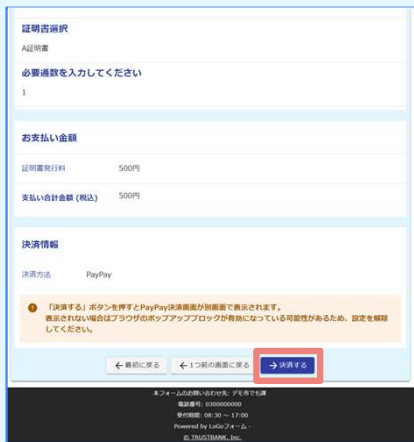 証明書選択
A証明書
必要通数を入力してください
1
お支払い金額
証明書発行料 500円
支払い合計金額 (税込) 500円
決済情報
決済方法 PayPay
「決済する」ボタンを押すとPayPay決済画面が別画面で表示されます。
表示されない場合はブラウザのポップアップブロックが有効になっている可能性があるため、設定を解除
してください。
←最初に戻る ←1つ前の画面に戻る →決済する
本フォームのお問い合わせ先: デモ市でも課
電話番号: 0300000000
受付時間: 08:30 ～ 17:00
Powered by LoGoフォーム -
© TRUSTBANK, Inc.